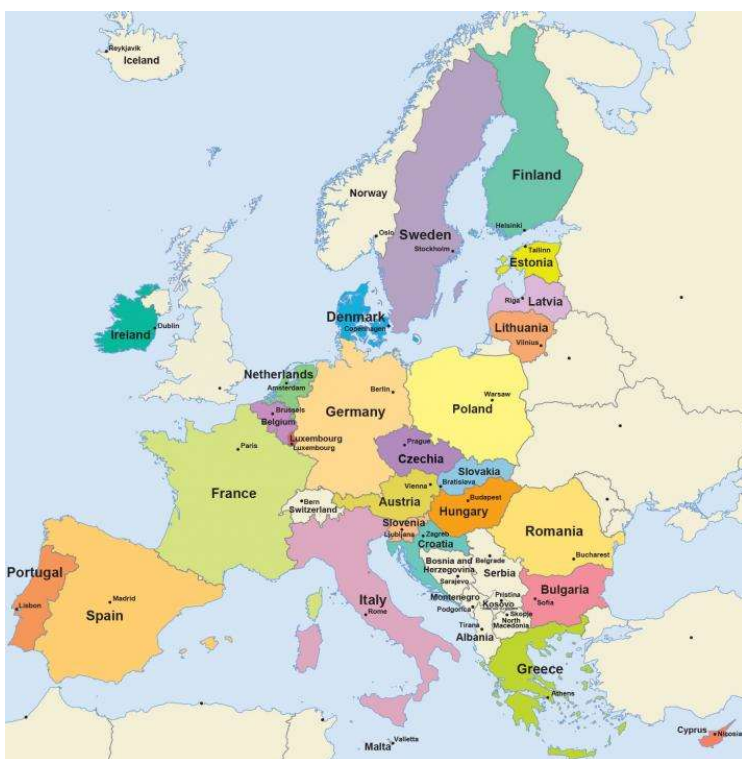 Reykjavik
Iceland
Finland
Norway
Helsinki
Oslo
Sweden
Stockholm
Tallinn
Estonia
Riga
Latvia
Denmark
Copenhagen
Dublin
Ireland
Lithuania
Vilnius
Netherlands
Amsterdam
Berlin
Warsaw
Poland
Brussels
Belgium
Germany
Luxembourg
Luxembourg
Paris
Prague
Czechia
Slovakia
Vienna
Bratislava
France
Bern
Switzerland
Austria
Budapest
Hungary
Slovenia
Ljubljana
Zagreb
Croatia
Romania
Bucharest
Bosnia and
Herzegovina
Sarajevo
Belgrade
Serbia
Portugal
Lisbon
Madrid
Spain
Italy
Rome
Montenegro
Podgorica
Pristina
Kosovo
Sofia
Bulgaria
Skopje
North
Macedonia
Tirana
Albania
Greece
Athens
Valletta
Malta
Cyprus
Nicosia